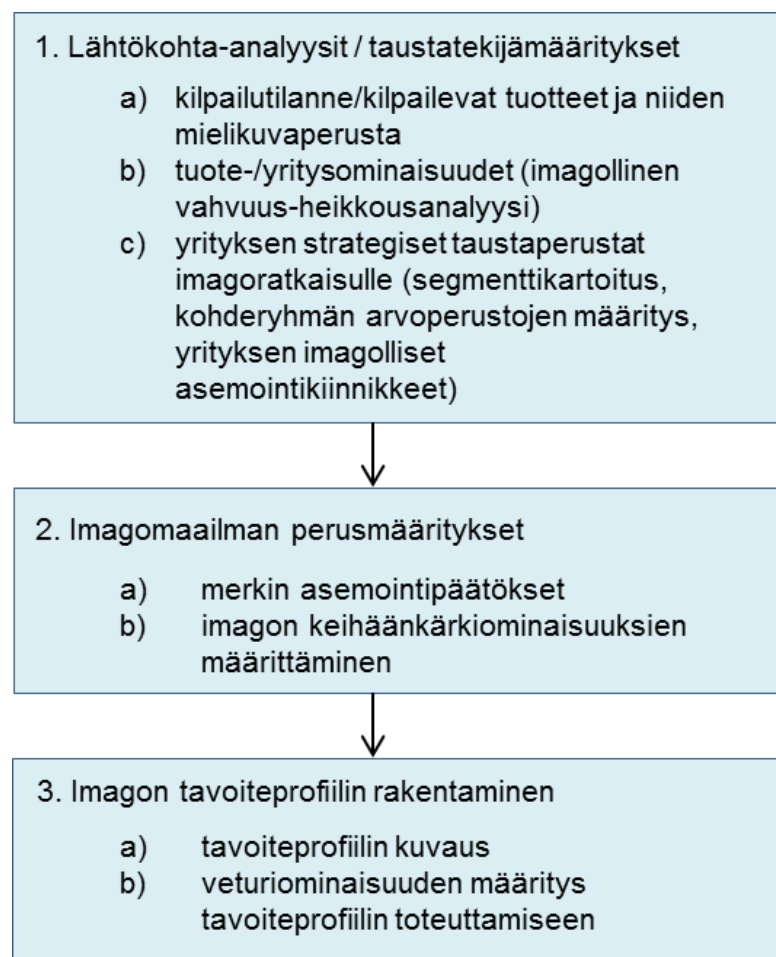 1. Lähtökohta-analyysit / taustatekijämääritykset
a) kilpailutilanne/kilpailevat tuotteet ja niiden
mielikuvaperusta
b) tuote-/yritysominaisuudet (imagollinen
vahvuus-heikkousanalyysi)
c) yrityksen strategiset taustaperustat
imagoratkaisulle (segmenttikartoitus,
kohderyhmän arvoperustojen määritys,
yrityksen imagolliset
asemointikiinnikkeet)
2. Imagomaailman perusmääritykset
a) merkin asemointipäätökset
b) imagon keihäänkärkiominaisuuksien
määrittäminen
3. Imagon tavoiteprofiilin rakentaminen
a) tavoiteprofiilin kuvaus
b) veturiominaisuuden määritys
tavoiteprofiilin toteuttamiseen